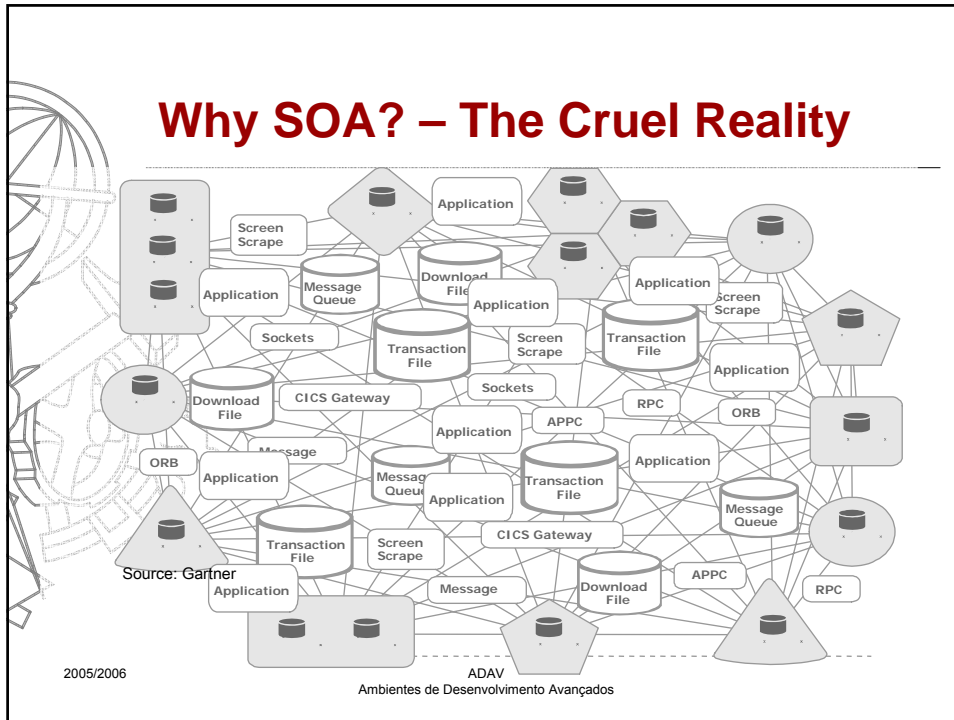 Why SOA? – The Cruel Reality
Application
Screen
Scrape
Message
Queue
Download
File
Application
Application
Application
Screen
Scrape
Sockets
Transaction
File
Screen
Scrape
Transaction
File
Application
Download
File
CICS Gateway
Sockets
RPC
ORB
APPC
Application
ORB
Message
Application
Message
Queue
Application
Transaction
File
Application
Message
Queue
Transaction
File
Screen
Scrape
CICS Gateway
Source: Gartner
Application
Message
Download
File
APPC
RPC
2005/2006
ADAV
Ambientes de Desenvolvimento Avançados